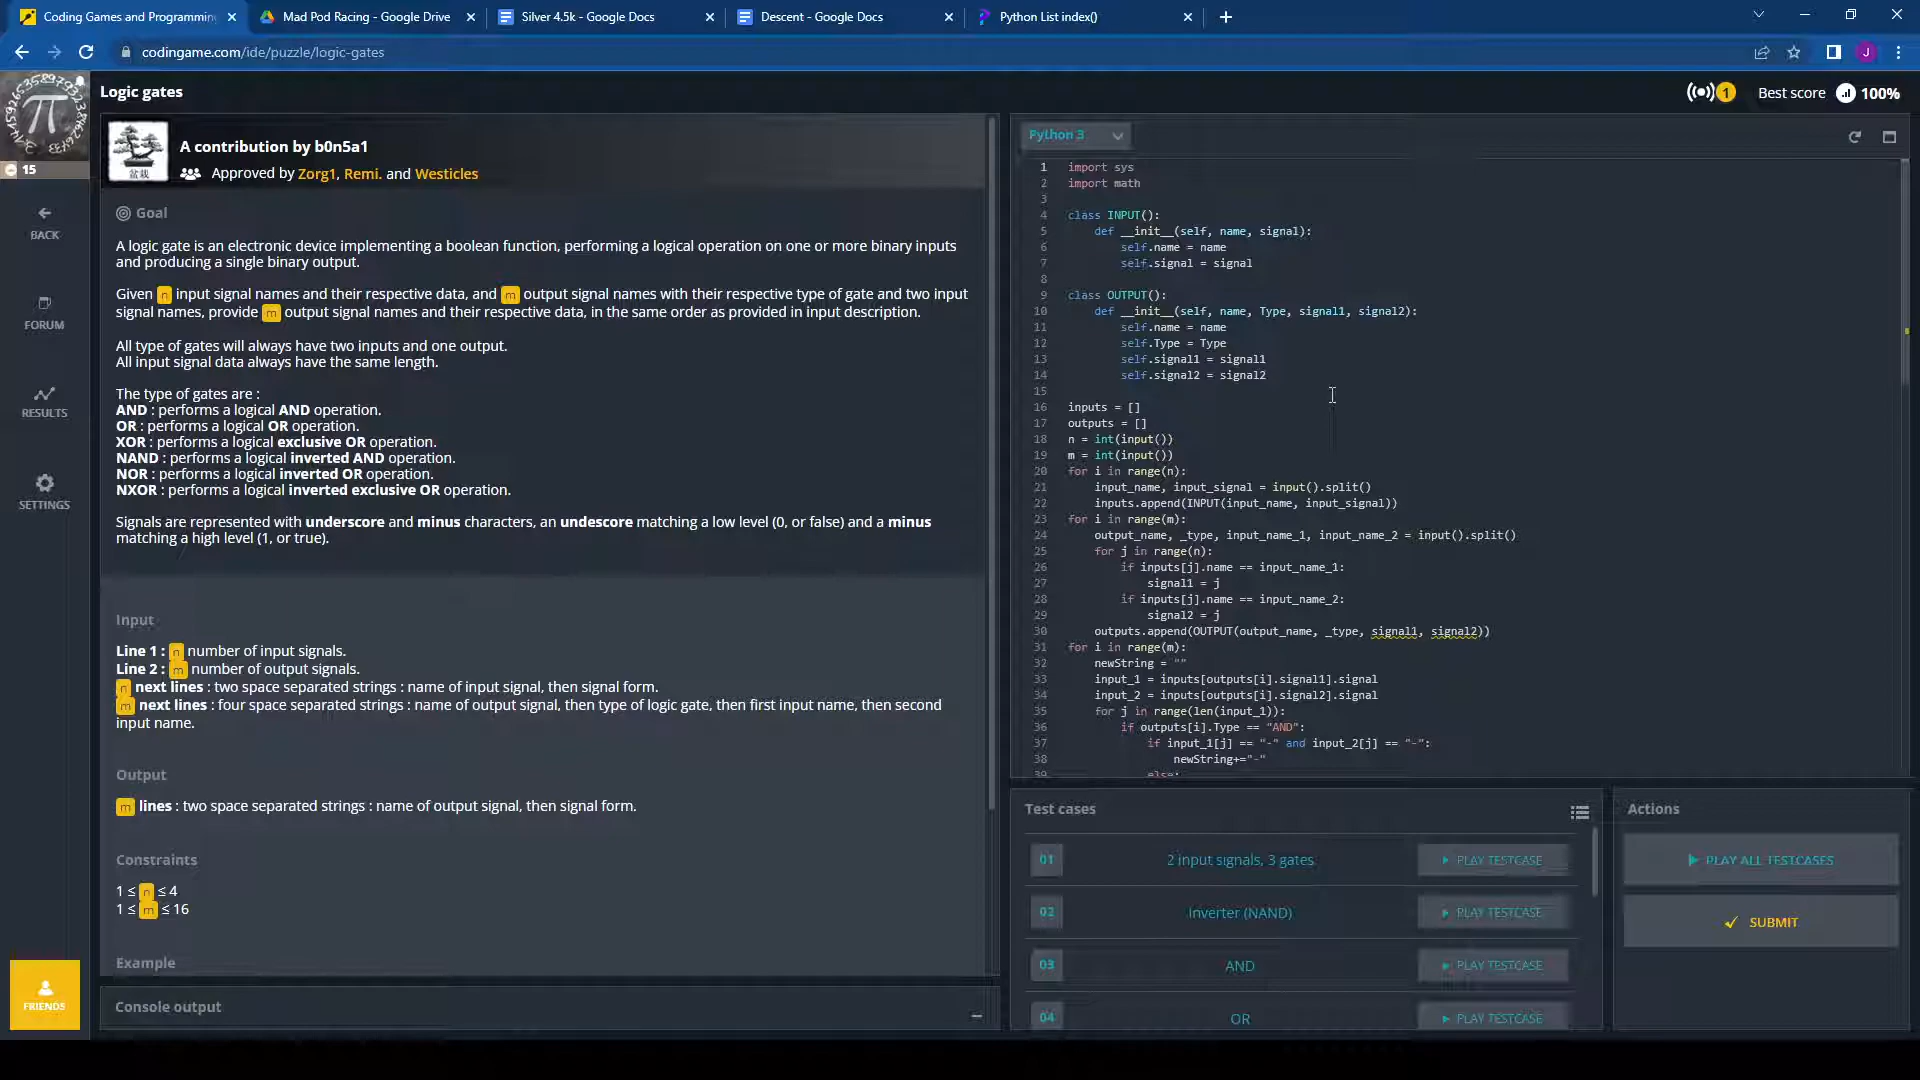 Coding Games and Programmin
Mad Pod Racing - Google Drive
Silver 4.5k - Google Docs
Descent - Google Docs
Python List index()
codingame.com/ide/puzzle/logic-gates
J
Logic gates
1
Best score
100%
15
BACK
FORUM
RESULTS
SETTINGS
FRIENDS
盆栽
A contribution by b0n5a1
Approved by Zorg1, Remi. and Westicles
Goal
A logic gate is an electronic device implementing a boolean function, performing a logical operation on one or more binary inputs
and producing a single binary output.
Given n input signal names and their respective data, and m output signal names with their respective type of gate and two input
signal names, provide m output signal names and their respective data, in the same order as provided in input description.
All type of gates will always have two inputs and one output.
All input signal data always have the same length.
The type of gates are :
AND : performs a logical AND operation.
OR : performs a logical OR operation.
XOR : performs a logical exclusive OR operation.
NAND : performs a logical inverted AND operation.
NOR : performs a logical inverted OR operation.
NXOR : performs a logical inverted exclusive OR operation.
Signals are represented with underscore and minus characters, an undescore matching a low level (0, or false) and a minus
matching a high level (1, or true).
Input
Line 1 : n number of input signals.
Line 2 : m number of output signals.
n next lines : two space separated strings : name of input signal, then signal form.
m next lines : four space separated strings : name of output signal, then type of logic gate, then first input name, then second
input name.
Output
m lines : two space separated strings : name of output signal, then signal form.
Constraints
1 ≤ n ≤ 4
1 ≤ m ≤ 16
Example
Console output
Python 3
1 import sys
2 import math
3
4 class INPUT():
5 def __init__(self, name, signal):
6 self.name = name
7 self.signal = signal
8
9 class OUTPUT():
10 def __init__(self, name, Type, signal1, signal2):
11 self.name = name
12 self.Type = Type
13 self.signal1 = signal1
14 self.signal2 = signal2
15
16 inputs = []
17 outputs = []
18 n = int(input())
19 m = int(input())
20 for i in range(n):
21 input_name, input_signal = input().split()
22 inputs.append(INPUT(input_name, input_signal))
23 for i in range(m):
24 output_name, _type, input_name_1, input_name_2 = input().split()
25 for j in range(n):
26 if inputs[j].name == input_name_1:
27 signal1 = j
28 if inputs[j].name == input_name_2:
29 signal2 = j
30 outputs.append(OUTPUT(output_name, _type, signal1, signal2))
31 for i in range(m):
32 newString = ""
33 input_1 = inputs[outputs[i].signal1].signal
34 input_2 = inputs[outputs[i].signal2].signal
35 for j in range(len(input_1)):
36 if outputs[i].Type == "AND":
37 if input_1[j] == "-" and input_2[j] == "-":
38 newString+="-"
39 else:
Test cases
01 2 input signals, 3 gates PLAY TESTCASE
02 Inverter (NAND) PLAY TESTCASE
03 AND PLAY TESTCASE
04 OR PLAY TESTCASE
Actions
PLAY ALL TESTCASES
SUBMIT